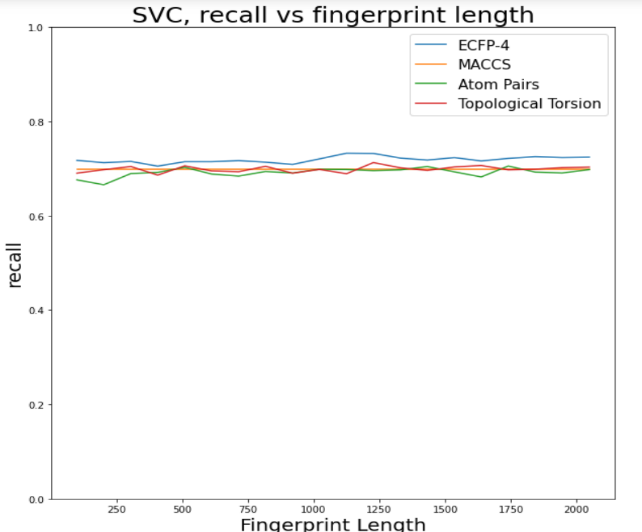 SVC, recall vs fingerprint length
ECFP-4
MACCS
Atom Pairs
Topological Torsion
recall
1.0
0.8
0.6
0.4
0.2
0.0
250 500 750 1000 1250 1500 1750 2000
Fingerprint Length